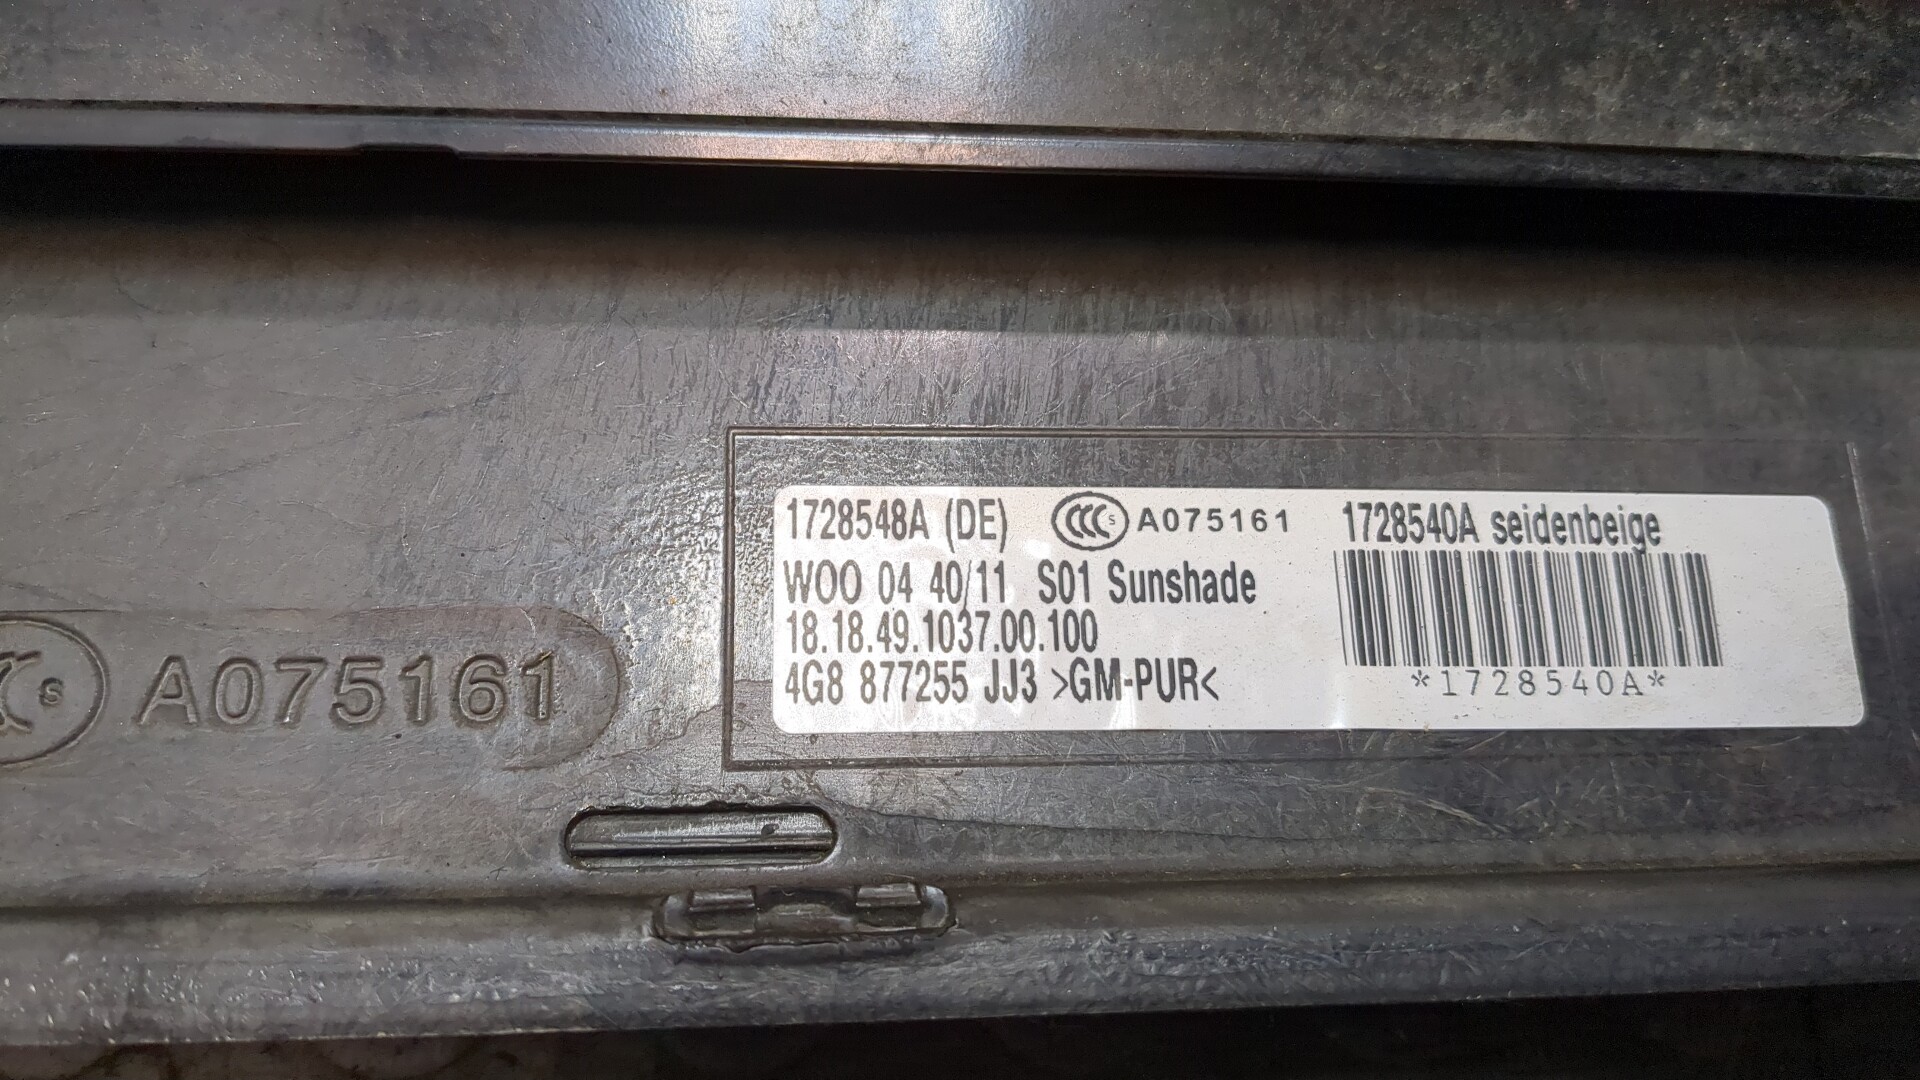 1728548A (DE) CCC S A075161 1728540A seidenbeige
WOO 04 40/11 S01 Sunshade
18.18.49.1037.00.100
4G8 877255 JJ3 >GM-PUR<
*1728540A*
S A075161